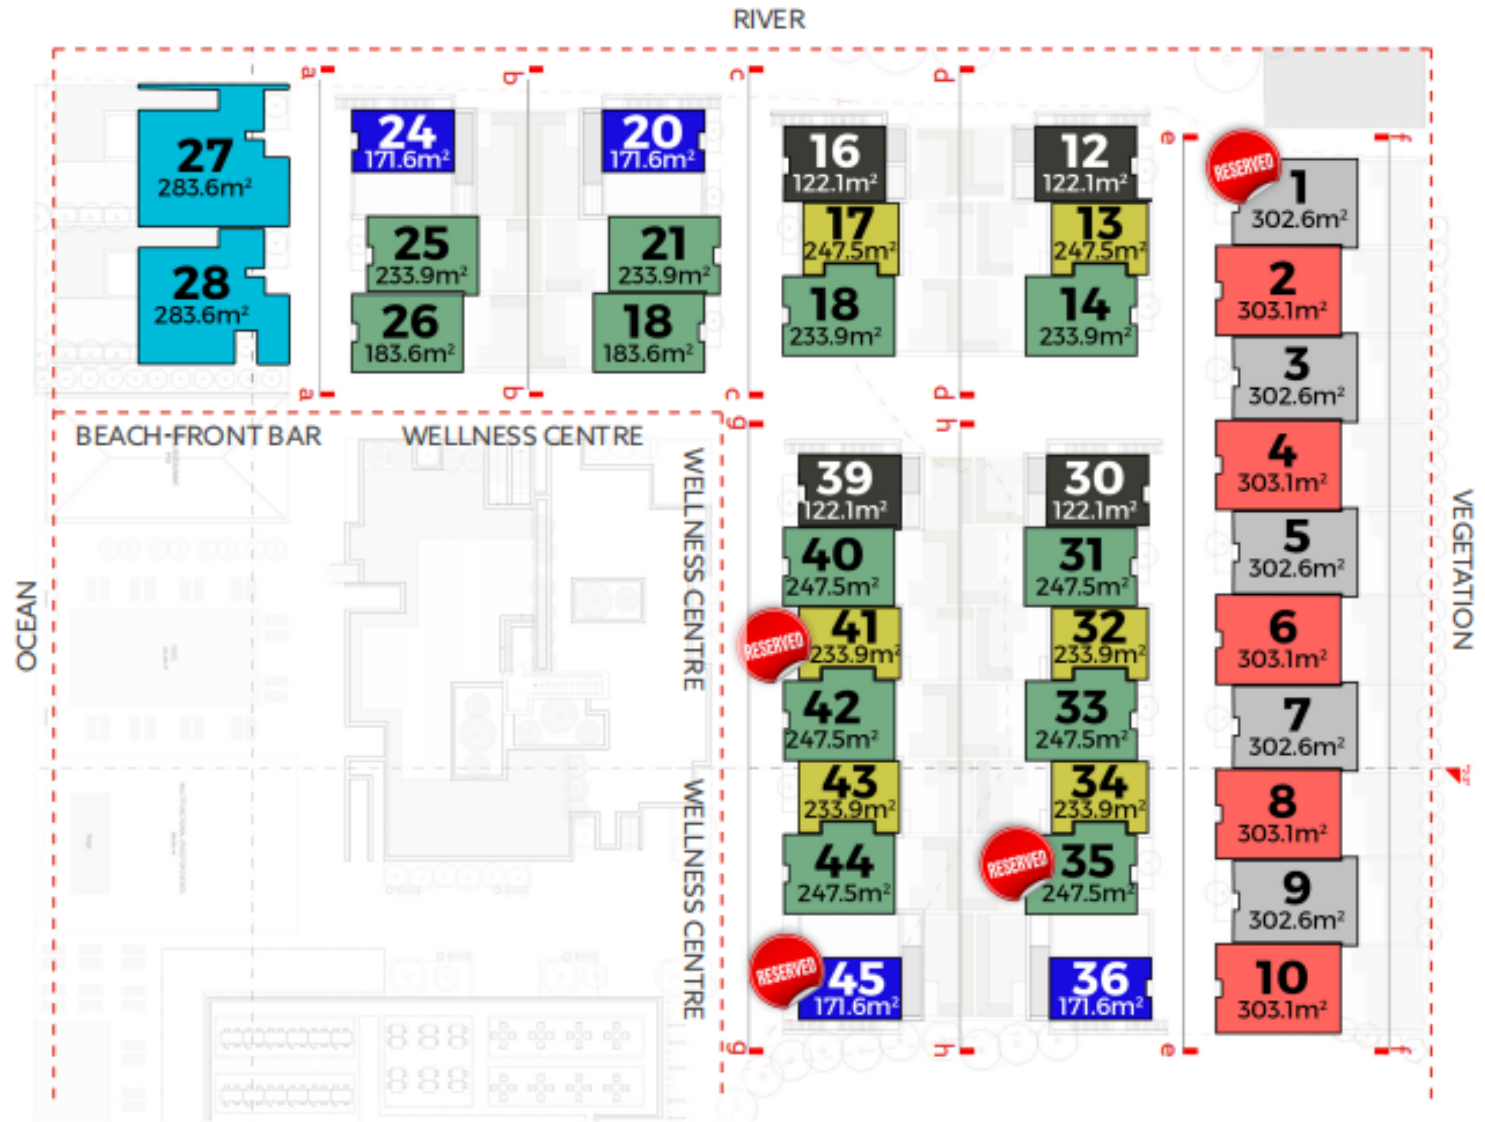 RIVER
a
b
c
d
e
f
27
283.6m²
24
171.6m²
20
171.6m²
16
122.1m²
12
122.1m²
RESERVED
1
302.6m²
25
233.9m²
21
233.9m²
17
247.5m²
13
247.5m²
2
303.1m²
28
283.6m²
26
183.6m²
18
183.6m²
18
233.9m²
14
233.9m²
3
302.6m²
a
b
c
d
g
h
BEACH-FRONT BAR
WELLNESS CENTRE
4
303.1m²
39
122.1m²
30
122.1m²
WELLNESS CENTRE
VEGETATION
OCEAN
40
247.5m²
31
247.5m²
5
302.6m²
RESERVED
41
233.9m²
32
233.9m²
6
303.1m²
42
247.5m²
33
247.5m²
7
302.6m²
43
233.9m²
34
233.9m²
8
303.1m²
WELLNESS CENTRE
44
247.5m²
RESERVED
35
247.5m²
9
302.6m²
RESERVED
45
171.6m²
36
171.6m²
10
303.1m²
g
h
e
f